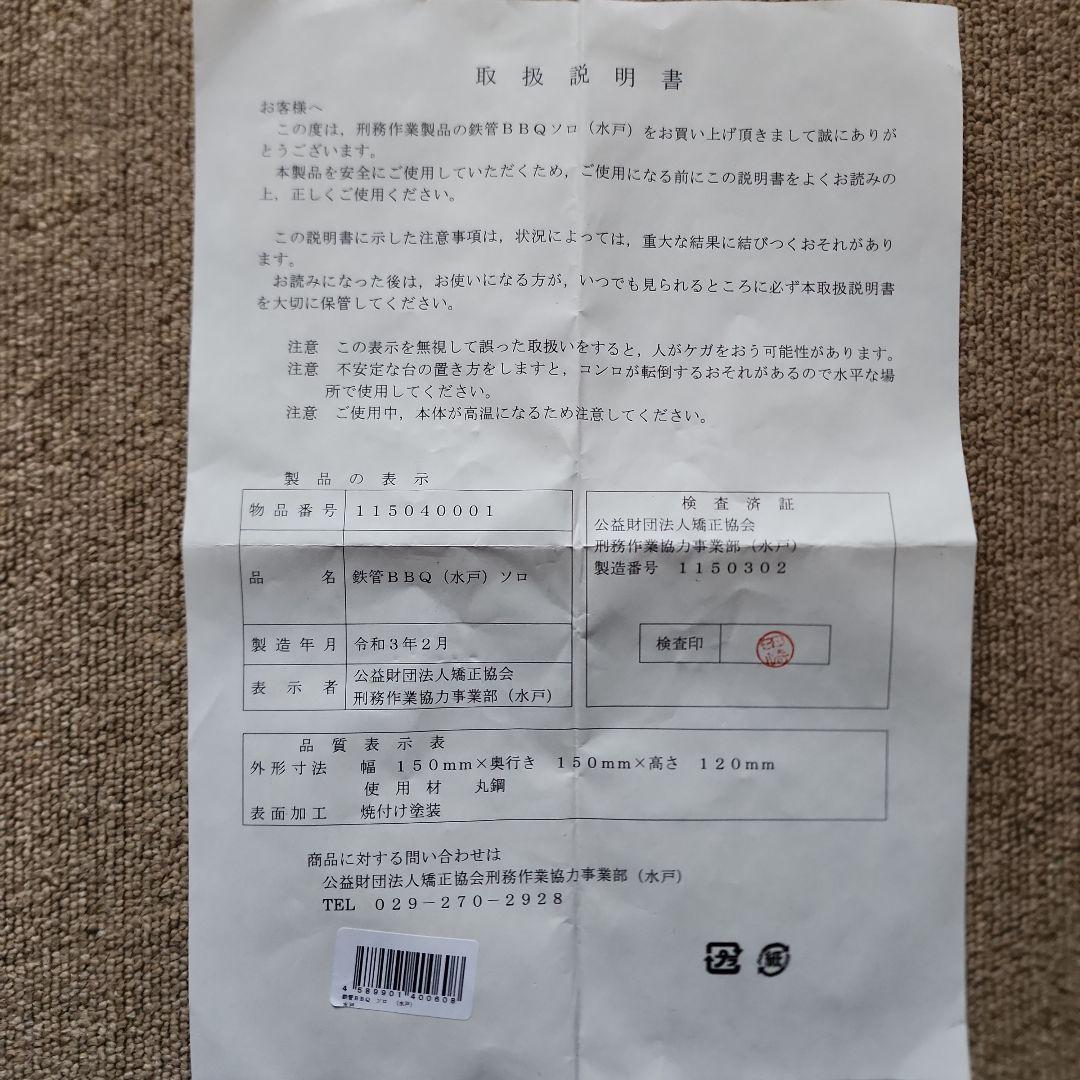 取扱説明書
お客様へ
この度は，刑務作業製品の鉄管ＢＢＱソロ（水戸）をお買い上げ頂きまして誠にありが
とうございます。
本製品を安全にご使用していただくため，ご使用になる前にこの説明書をよくお読みの
上，正しくご使用ください。
この説明書に示した注意事項は，状況によっては，重大な結果に結びつくおそれがあり
ます。
お読みになった後は，お使いになる方が，いつでも見られるところに必ず本取扱説明書
を大切に保管してください。
注意　この表示を無視して誤った取扱いをすると，人がケガをおう可能性があります。
注意　不安定な台の置き方をしますと，コンロが転倒するおそれがあるので水平な場
所で使用してください。
注意　ご使用中，本体が高温になるため注意してください。
製品の表示
物品番号　１１５０４０００１
品名　鉄管ＢＢＱ（水戸）ソロ
製造年月　令和３年２月
表示者　公益財団法人矯正協会
刑務作業協力事業部（水戸）
検査済証
公益財団法人矯正協会
刑務作業協力事業部（水戸）
製造番号　１１５０３０２
検査印
品質表示表
外形寸法　幅　１５０ｍｍ×奥行き　１５０ｍｍ×高さ　１２０ｍｍ
使用材　丸鋼
表面加工　焼付け塗装
商品に対する問い合わせは
公益財団法人矯正協会刑務作業協力事業部（水戸）
TEL　０２９－２７０－２９２８
プラ　紙
4 589901 400608
鉄管ＢＢＱ　ソロ　（水戸）
水戸